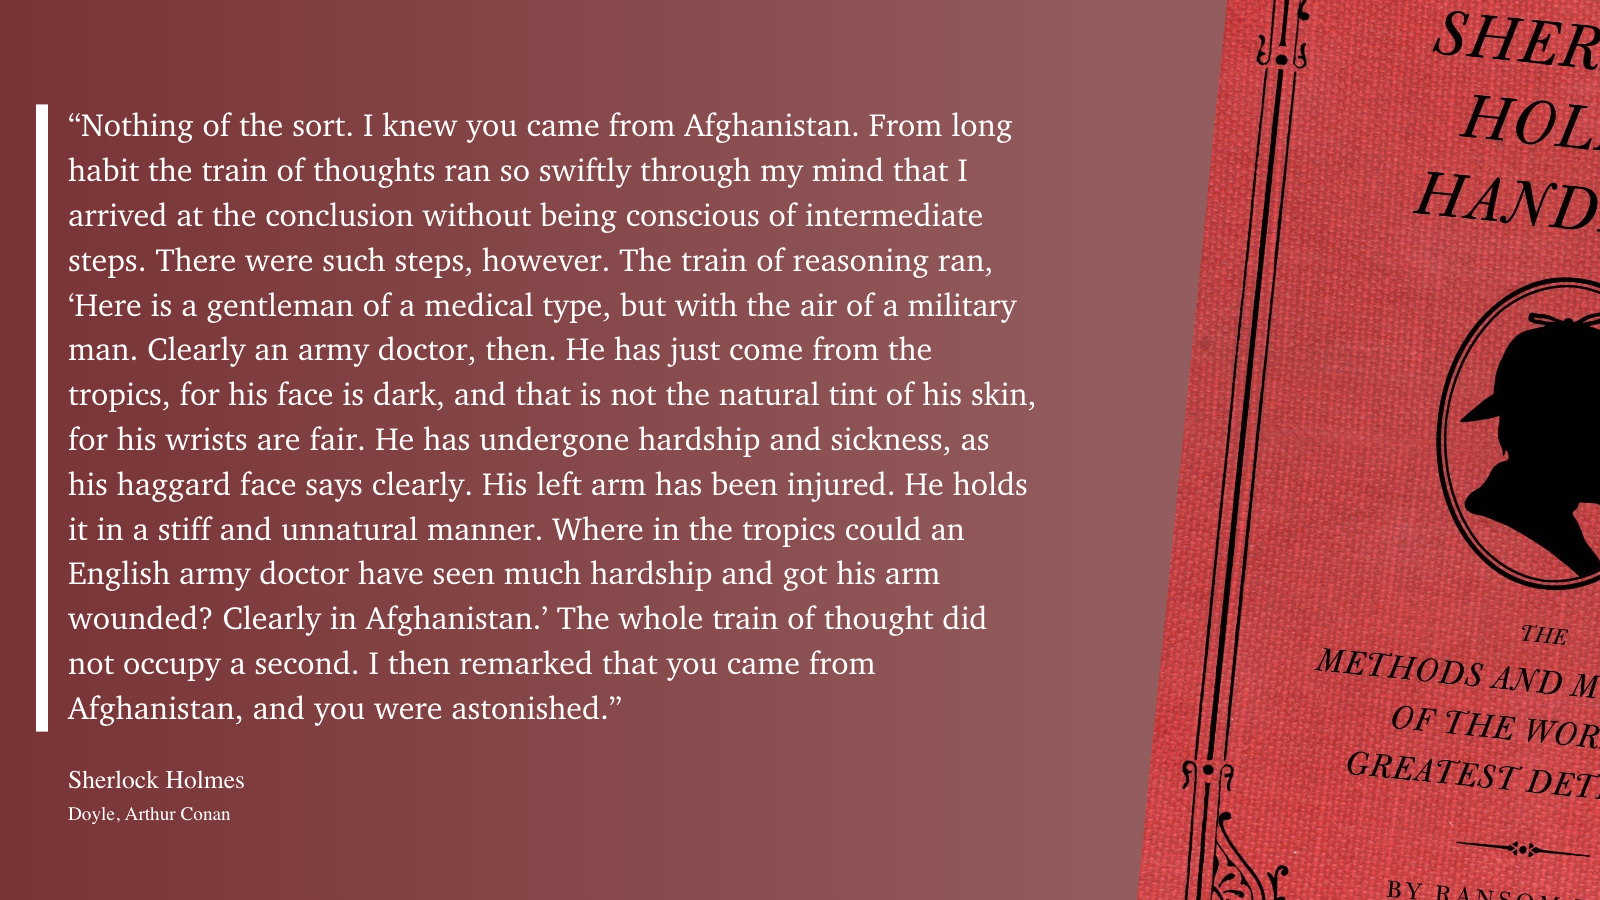 “Nothing of the sort. I knew you came from Afghanistan. From long
habit the train of thoughts ran so swiftly through my mind that I
arrived at the conclusion without being conscious of intermediate
steps. There were such steps, however. The train of reasoning ran,
‘Here is a gentleman of a medical type, but with the air of a military
man. Clearly an army doctor, then. He has just come from the
tropics, for his face is dark, and that is not the natural tint of his skin,
for his wrists are fair. He has undergone hardship and sickness, as
his haggard face says clearly. His left arm has been injured. He holds
it in a stiff and unnatural manner. Where in the tropics could an
English army doctor have seen much hardship and got his arm
wounded? Clearly in Afghanistan.’ The whole train of thought did
not occupy a second. I then remarked that you came from
Afghanistan, and you were astonished.”
Sherlock Holmes
Doyle, Arthur Conan
SHER
HOL
HAND
THE
METHODS AND M
OF THE WOR
GREATEST DET
BY RANSOM